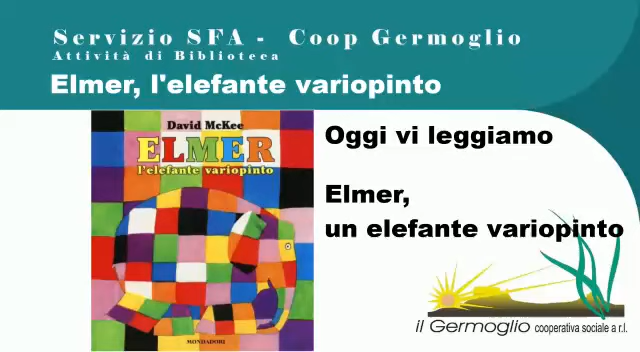 Servizio SFA - Coop Germoglio
Attività di Biblioteca
Elmer, l'elefante variopinto
David McKee
ELMER
l'elefante variopinto
MONDADORI
Oggi vi leggiamo
Elmer,
un elefante variopinto
il Germoglio cooperativa sociale a r.l.